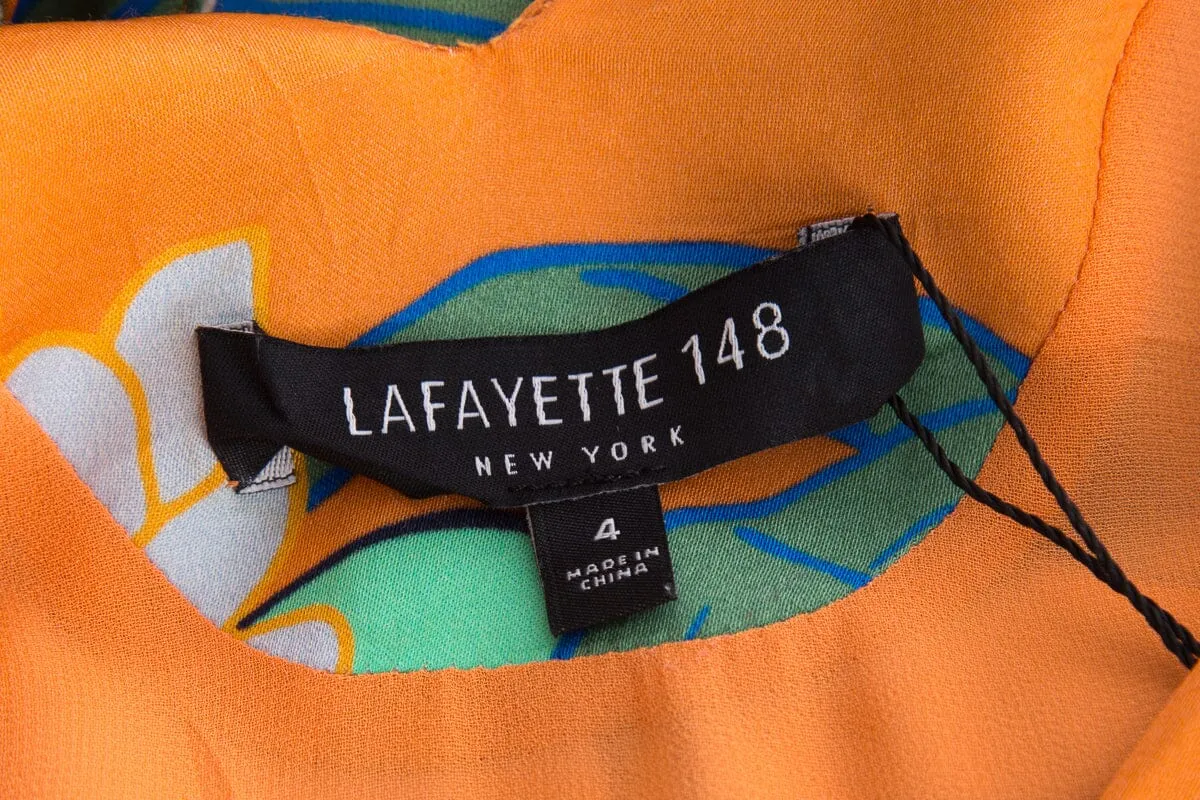 LAFAYETTE 148
NEW YORK
4
MADE IN
CHINA